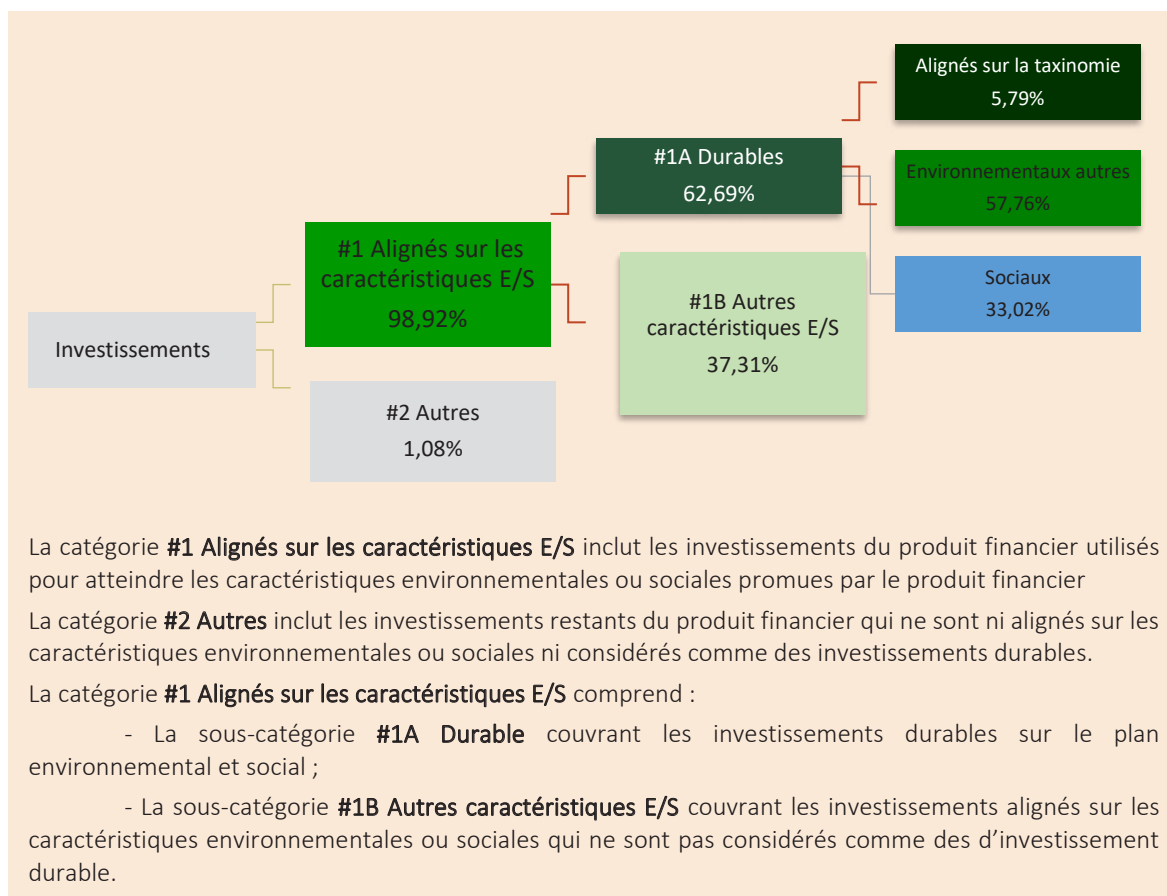 Alignés sur la taxinomie
5,79%
#1A Durables
62,69%
Environnementaux autres
57,76%
#1 Alignés sur les
caractéristiques E/S
98,92%
#1B Autres
caractéristiques E/S
37,31%
Sociaux
33,02%
Investissements
#2 Autres
1,08%
La catégorie #1 Alignés sur les caractéristiques E/S inclut les investissements du produit financier utilisés
pour atteindre les caractéristiques environnementales ou sociales promues par le produit financier
La catégorie #2 Autres inclut les investissements restants du produit financier qui ne sont ni alignés sur les
caractéristiques environnementales ou sociales ni considérés comme des investissements durables.
La catégorie #1 Alignés sur les caractéristiques E/S comprend :
- La sous-catégorie #1A Durable couvrant les investissements durables sur le plan
environnemental et social ;
- La sous-catégorie #1B Autres caractéristiques E/S couvrant les investissements alignés sur les
caractéristiques environnementales ou sociales qui ne sont pas considérés comme des d’investissement
durable.